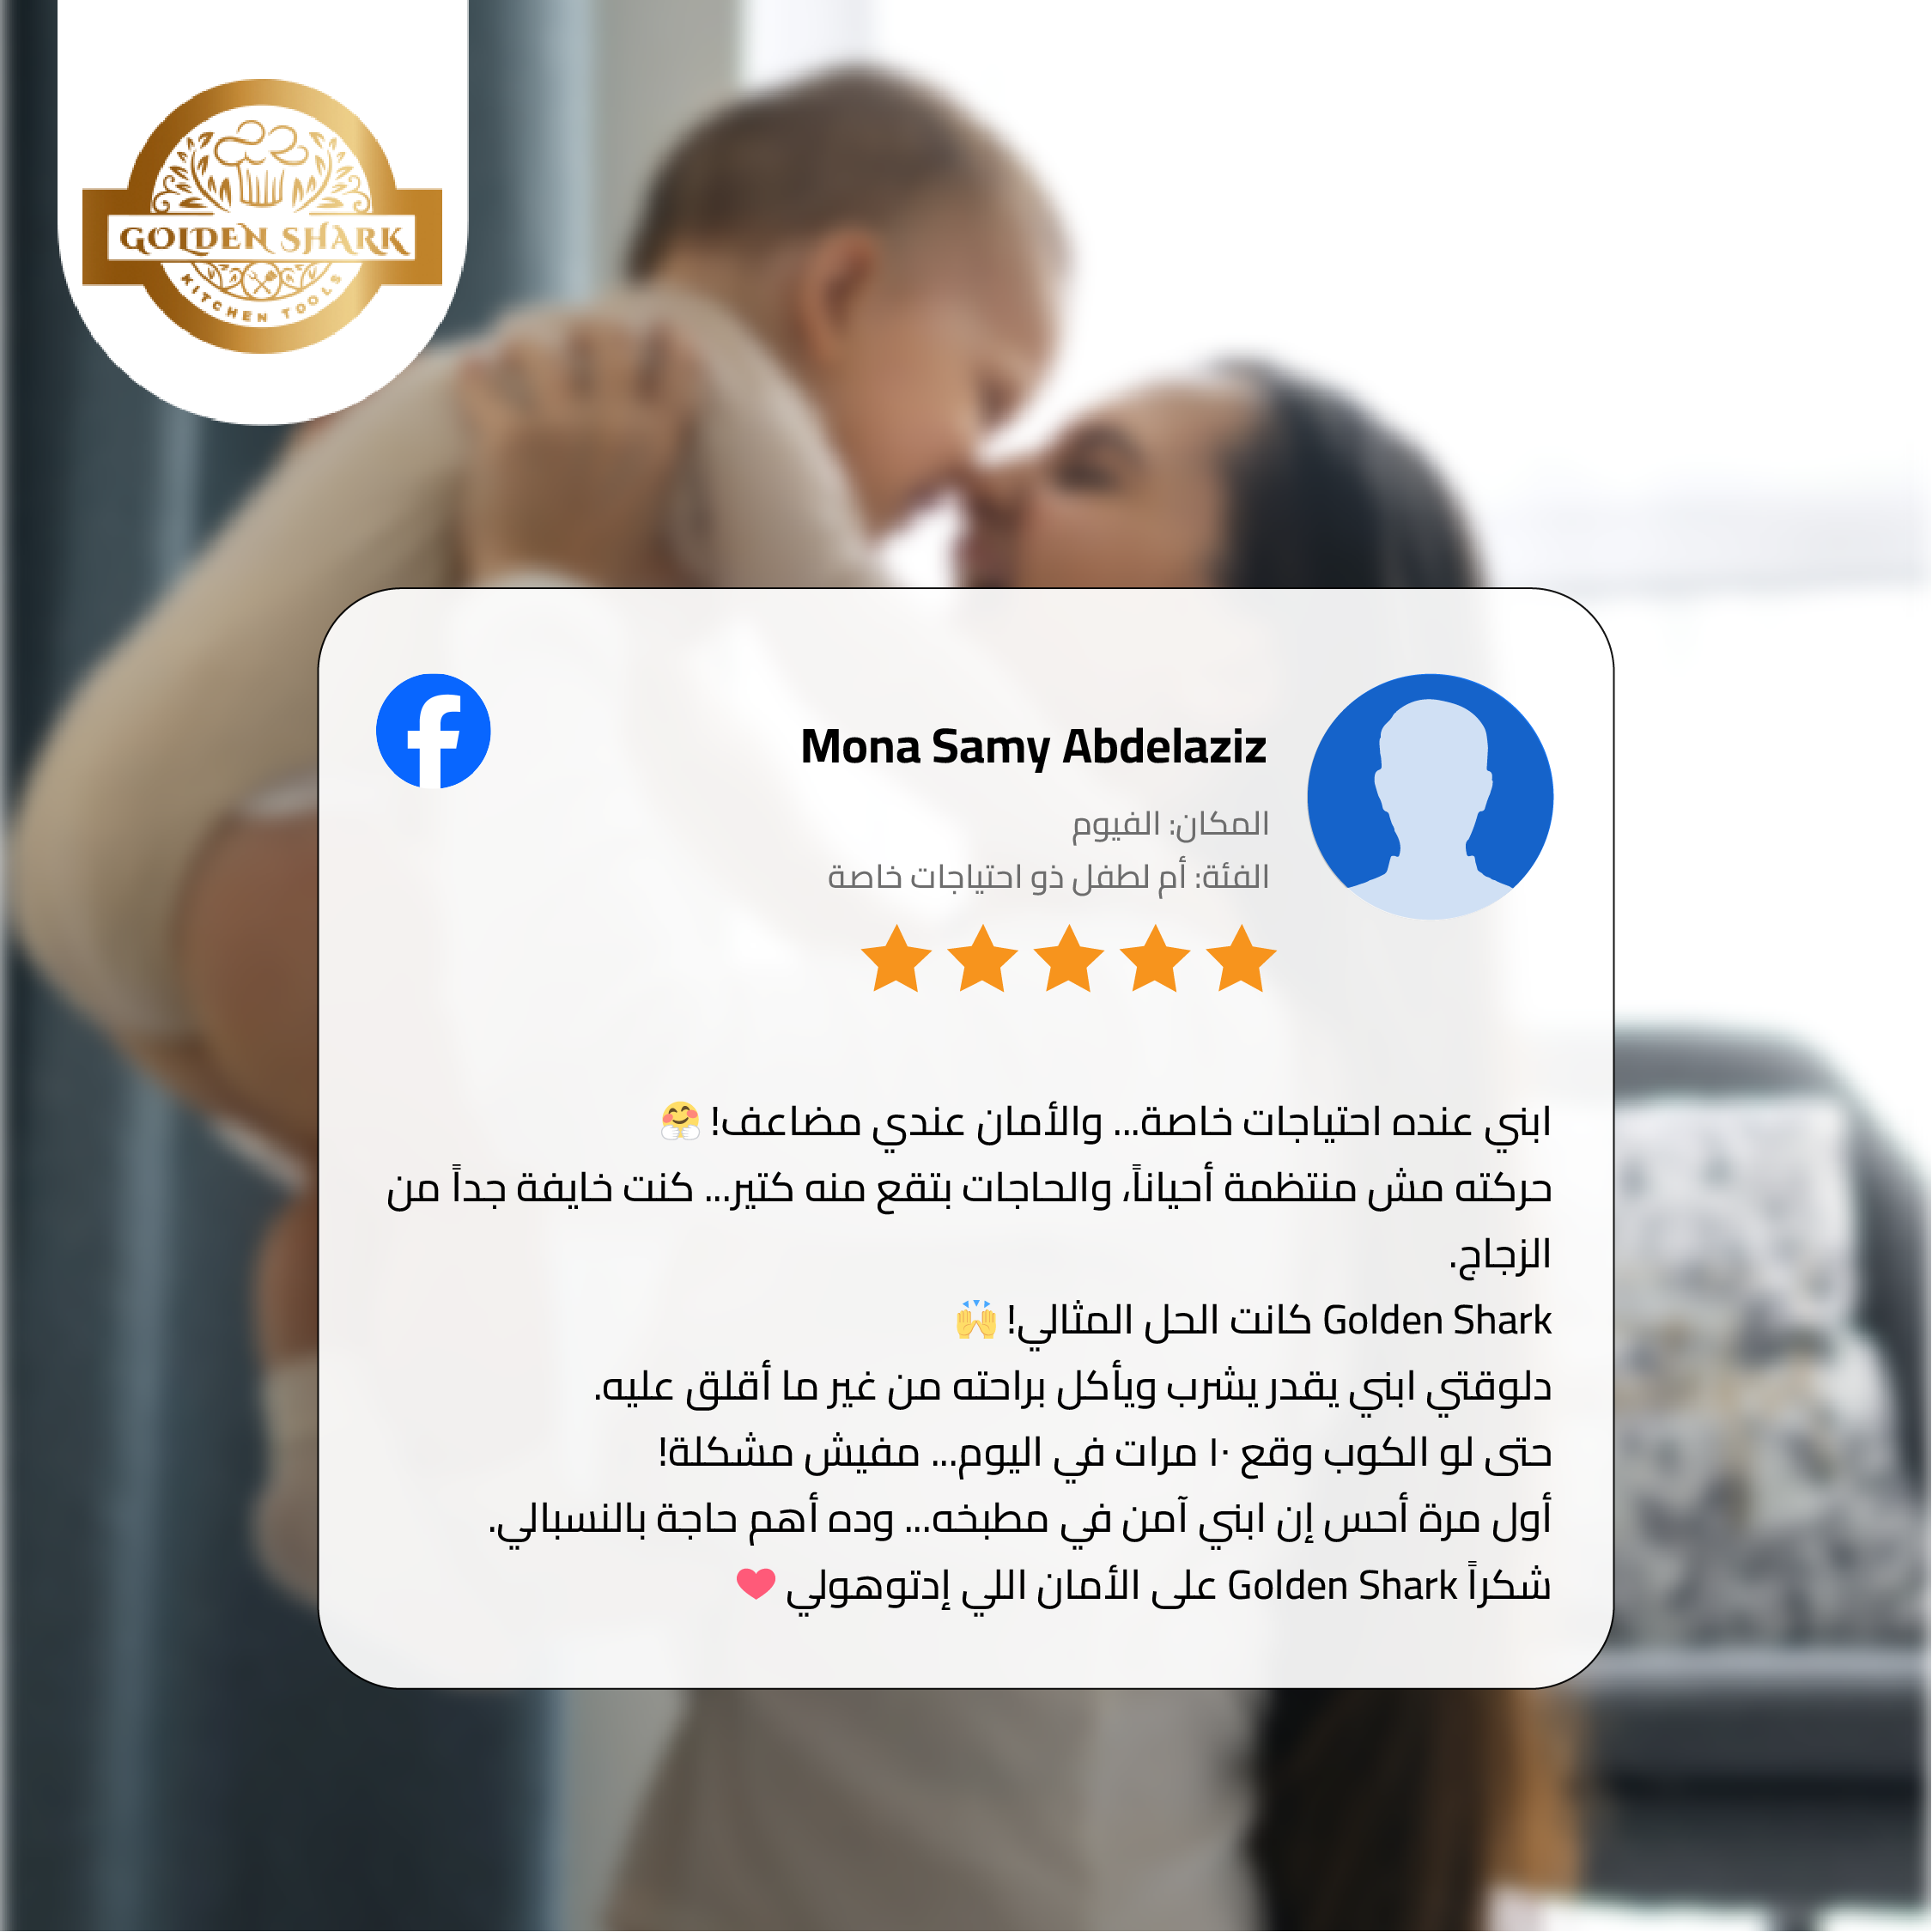 GOLDEN SHARK
KITCHEN TOOLS
Mona Samy Abdelaziz
المكان: الفيوم
الفئة: أم لطفل ذو احتياجات خاصة
ابني عنده احتياجات خاصة... والأمان عندي مضاعف! 🤗
حركته مش منتظمة أحياناً، والحاجات بتقع منه كتير... كنت خايفة جداً من
الزجاج.
Golden Shark كانت الحل المثالي! 🙌
دلوقتي ابني يقدر يشرب ويأكل براحته من غير ما أقلق عليه.
حتى لو الكوب وقع ١٠ مرات في اليوم... مفيش مشكلة!
أول مرة أحس إن ابني آمن في مطبخه... وده أهم حاجة بالنسبالي.
شكراً Golden Shark على الأمان اللي إدتوهولي ❤️